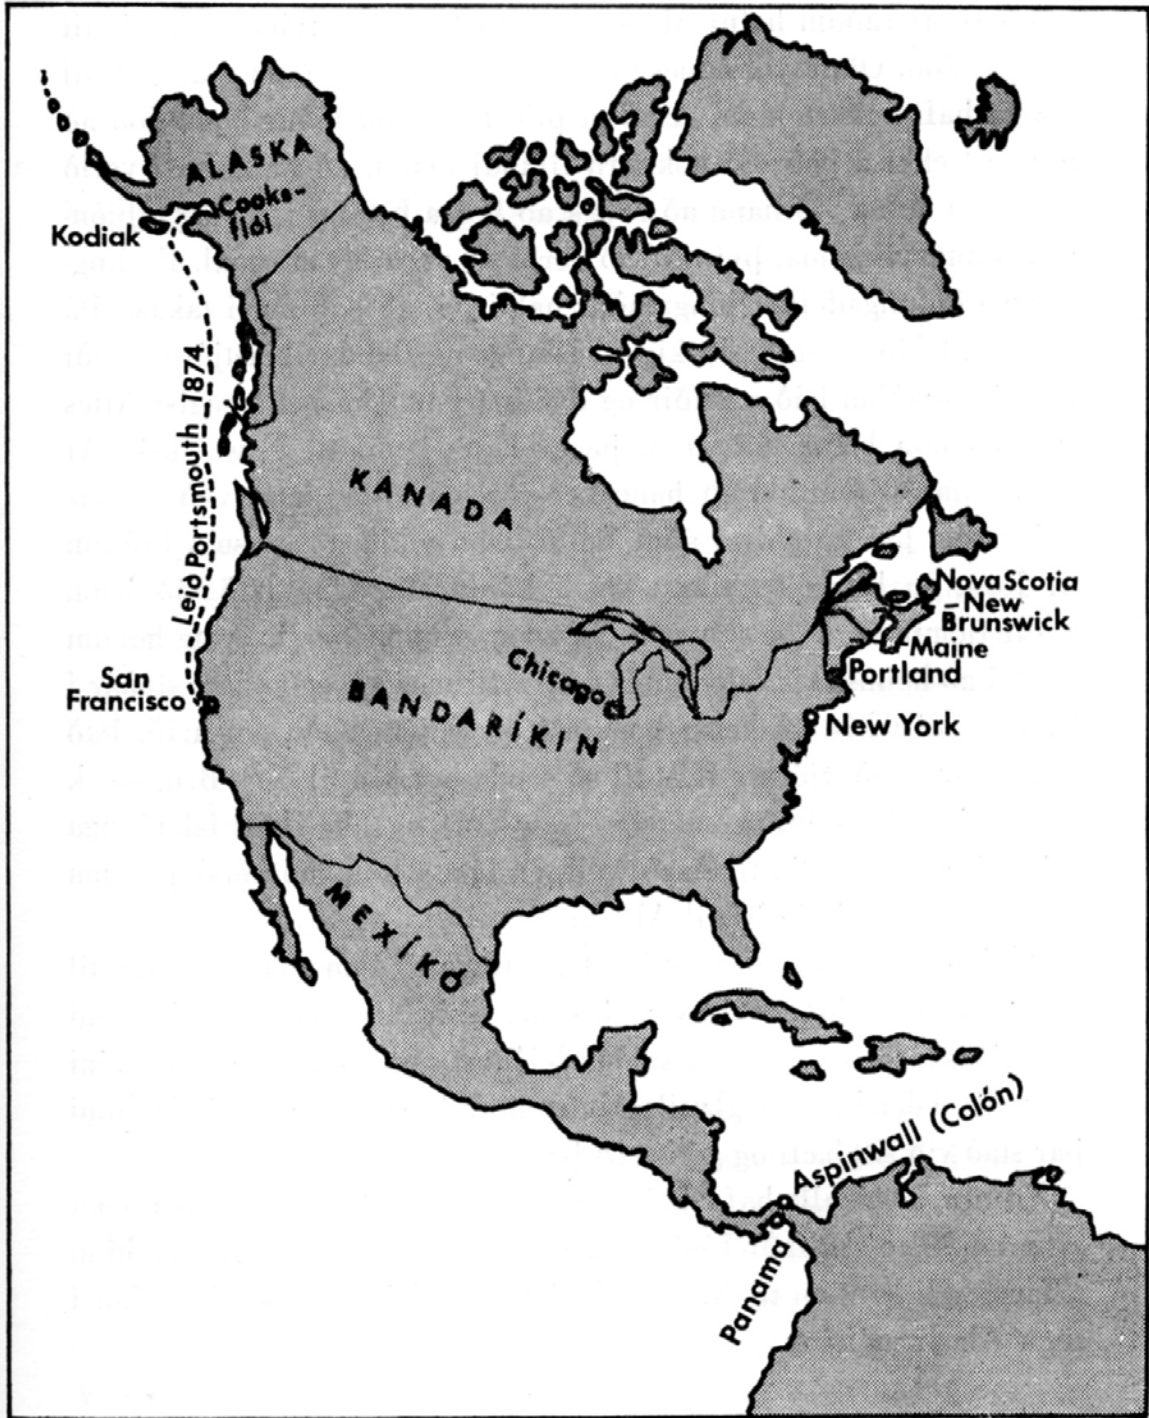 ALASKA
Cooke-
flói
Kodiak
Leið Portsmouth 1874
KANADA
Nova Scotia
New
Brunswick
Maine
Portland
Chicago
San
Francisco
BANDARÍKIN
New York
MEXÍKÓ
Aspinwall (Colón)
Panama